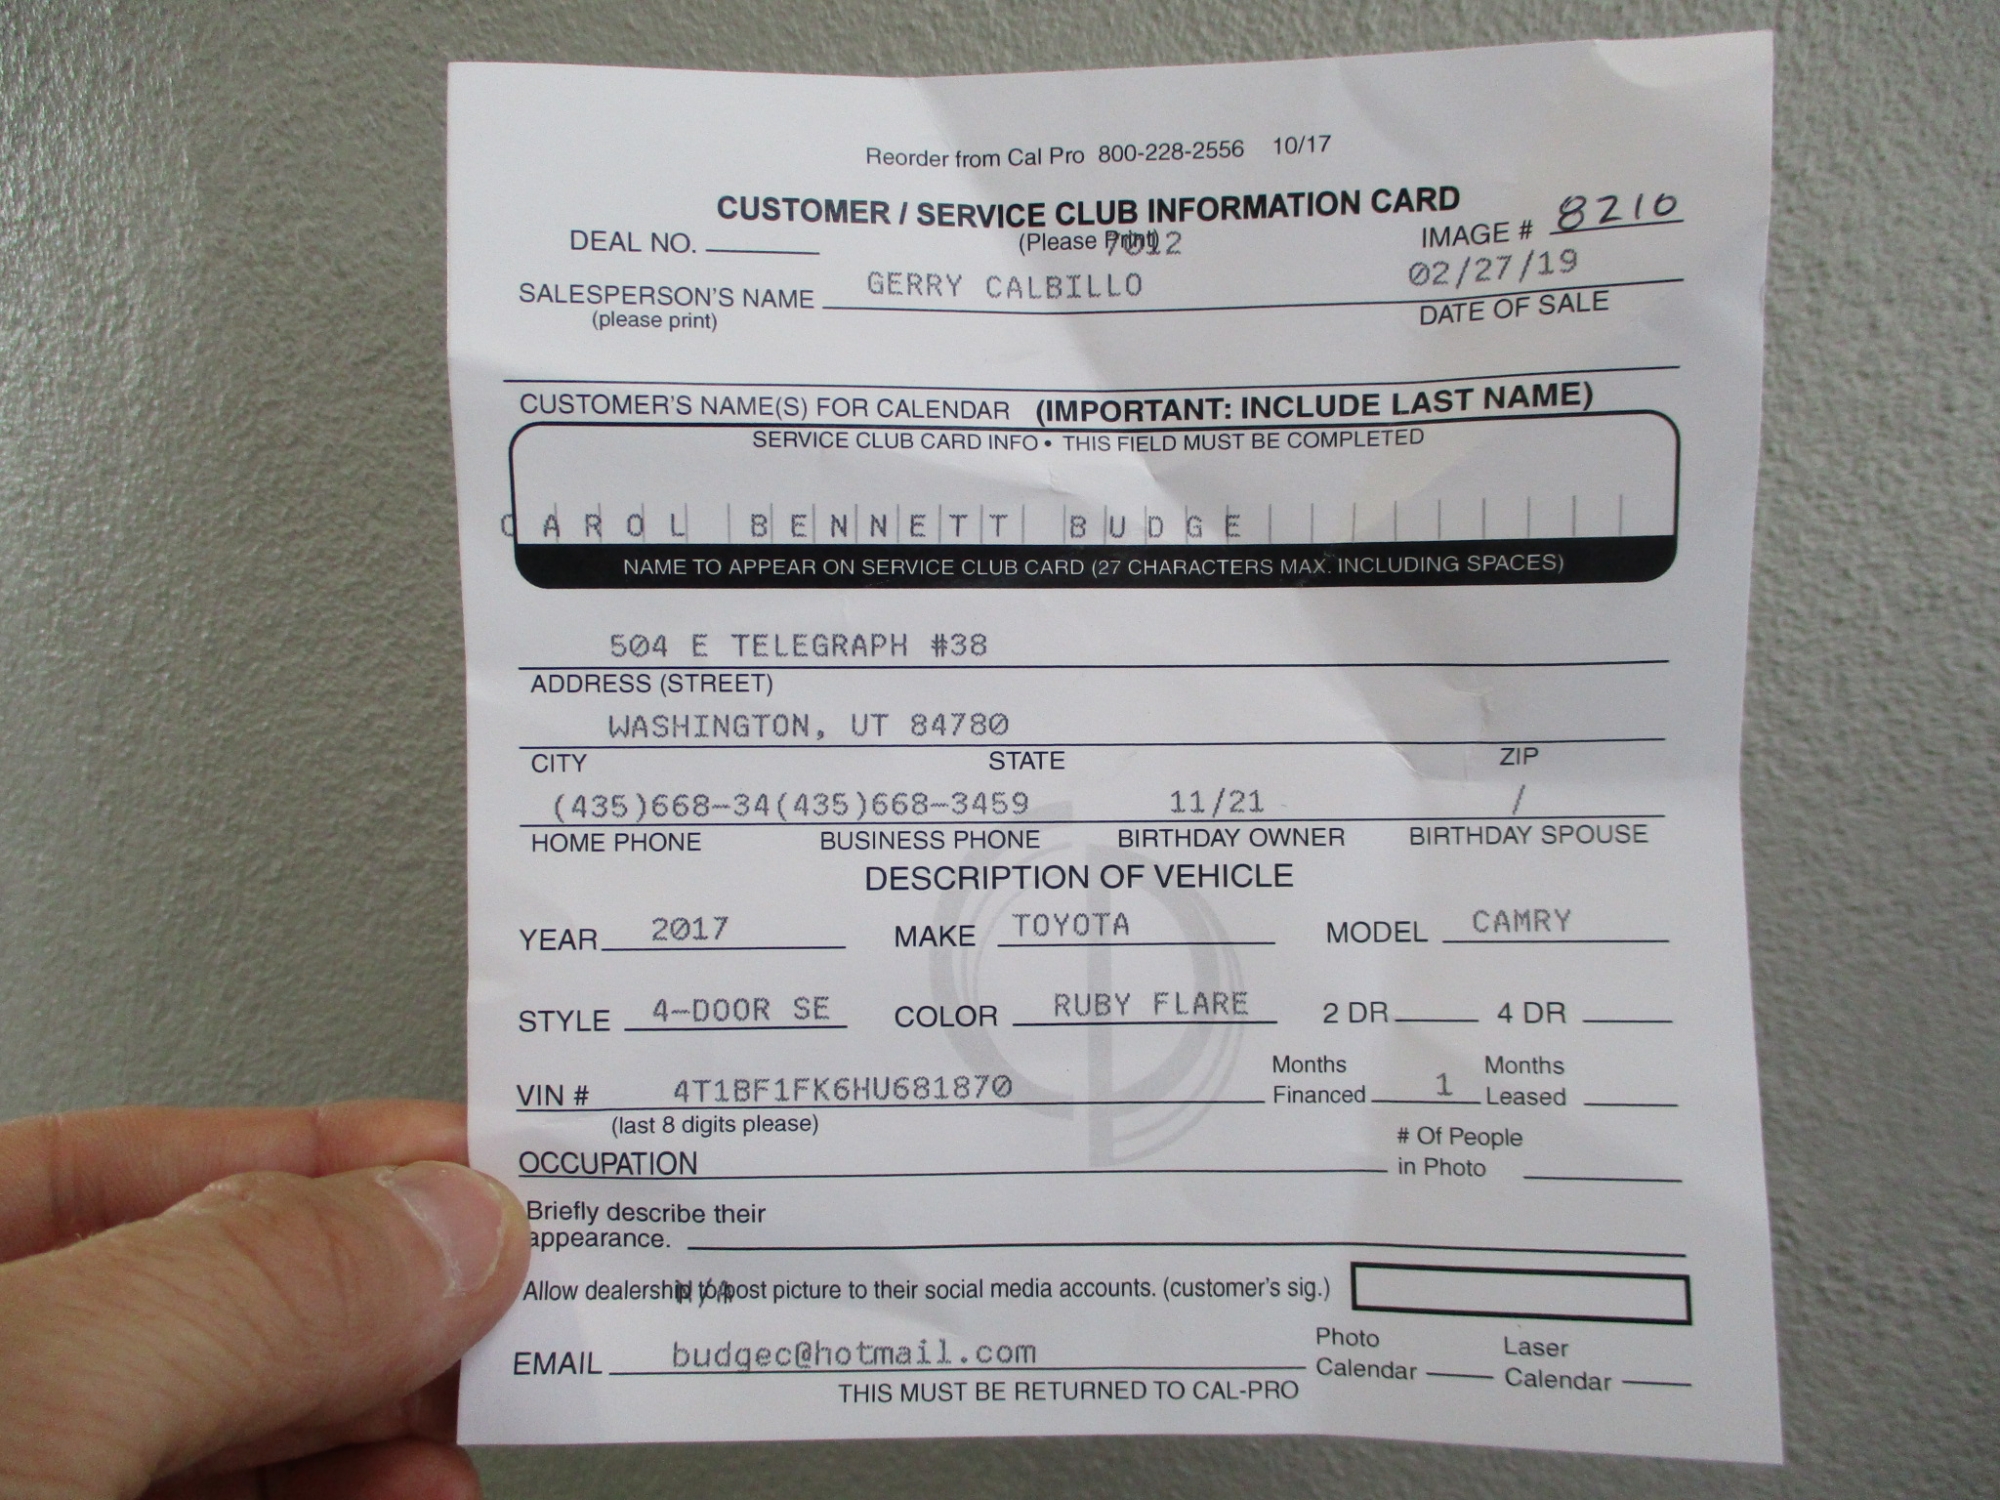 Reorder from Cal Pro 800-228-2556 10/17
CUSTOMER / SERVICE CLUB INFORMATION CARD
DEAL NO. (Please Print) 7012 IMAGE # 8210
SALESPERSON'S NAME GERRY CALBILLO 02/27/19
(please print) DATE OF SALE
CUSTOMER'S NAME(S) FOR CALENDAR (IMPORTANT: INCLUDE LAST NAME)
SERVICE CLUB CARD INFO • THIS FIELD MUST BE COMPLETED
CAROL BENNETT BUDGE
NAME TO APPEAR ON SERVICE CLUB CARD (27 CHARACTERS MAX. INCLUDING SPACES)
504 E TELEGRAPH #38
ADDRESS (STREET)
WASHINGTON, UT 84780
CITY STATE ZIP
(435)668-34(435)668-3459 11/21 /
HOME PHONE BUSINESS PHONE BIRTHDAY OWNER BIRTHDAY SPOUSE
DESCRIPTION OF VEHICLE
YEAR 2017 MAKE TOYOTA MODEL CAMRY
STYLE 4-DOOR SE COLOR RUBY FLARE 2 DR 4 DR
VIN # 4T1BF1FK6HU681870 Months Financed 1 Months Leased
(last 8 digits please)
OCCUPATION # Of People in Photo
Briefly describe their
appearance.
Allow dealership to post picture to their social media accounts. (customer's sig.)
N/A
EMAIL budgec@hotmail.com Photo Calendar Laser Calendar
THIS MUST BE RETURNED TO CAL-PRO